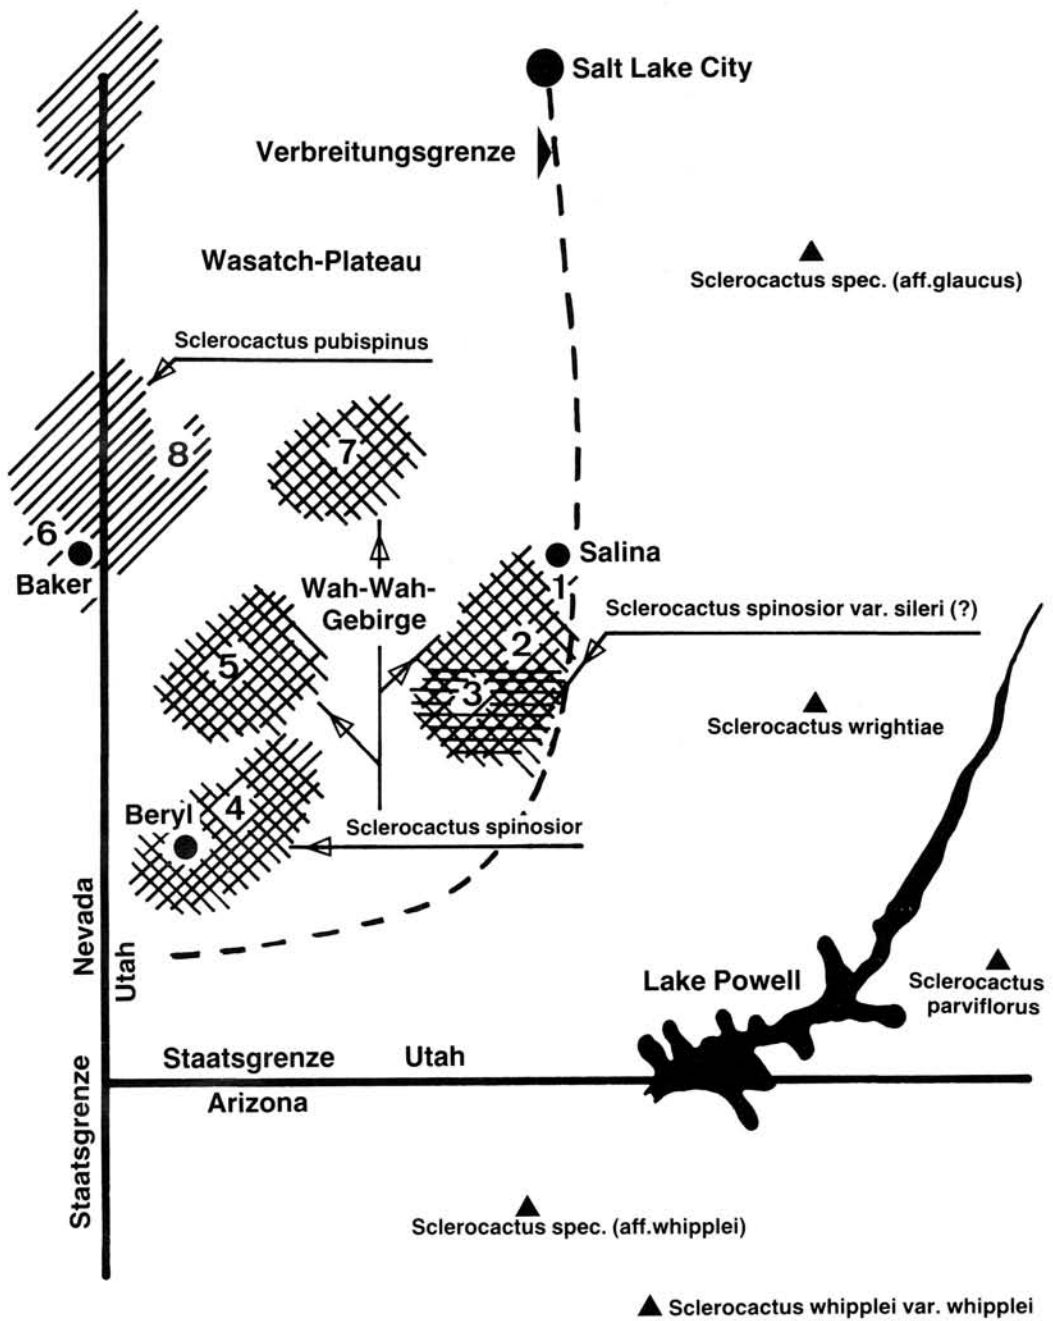 Salt Lake City
Verbreitungsgrenze
Wasatch-Plateau
Sclerocactus spec. (aff.glaucus)
Sclerocactus pubispinus
7
8
6
Baker
Salina
1
Wah-Wah-
Gebirge
Sclerocactus spinosior var. sileri (?)
2
5
3
Sclerocactus wrightiae
4
Beryl
Sclerocactus spinosior
Nevada
Utah
Lake Powell
Sclerocactus
parviflorus
Staatsgrenze
Staatsgrenze Utah
Arizona
Sclerocactus spec. (aff.whipplei)
Sclerocactus whipplei var. whipplei